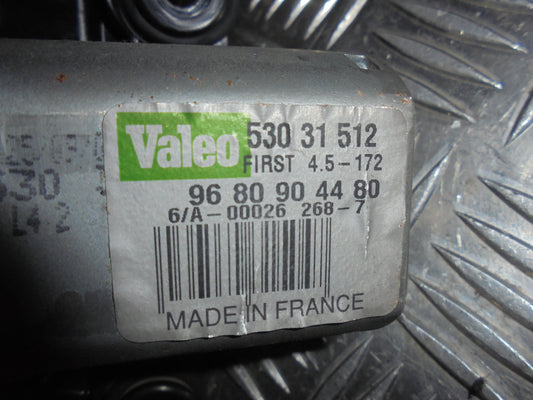 Valeo 530 31 512
FIRST 4.5-172
96 80 90 44 80
6/A-00026 268-7
MADE IN FRANCE
530